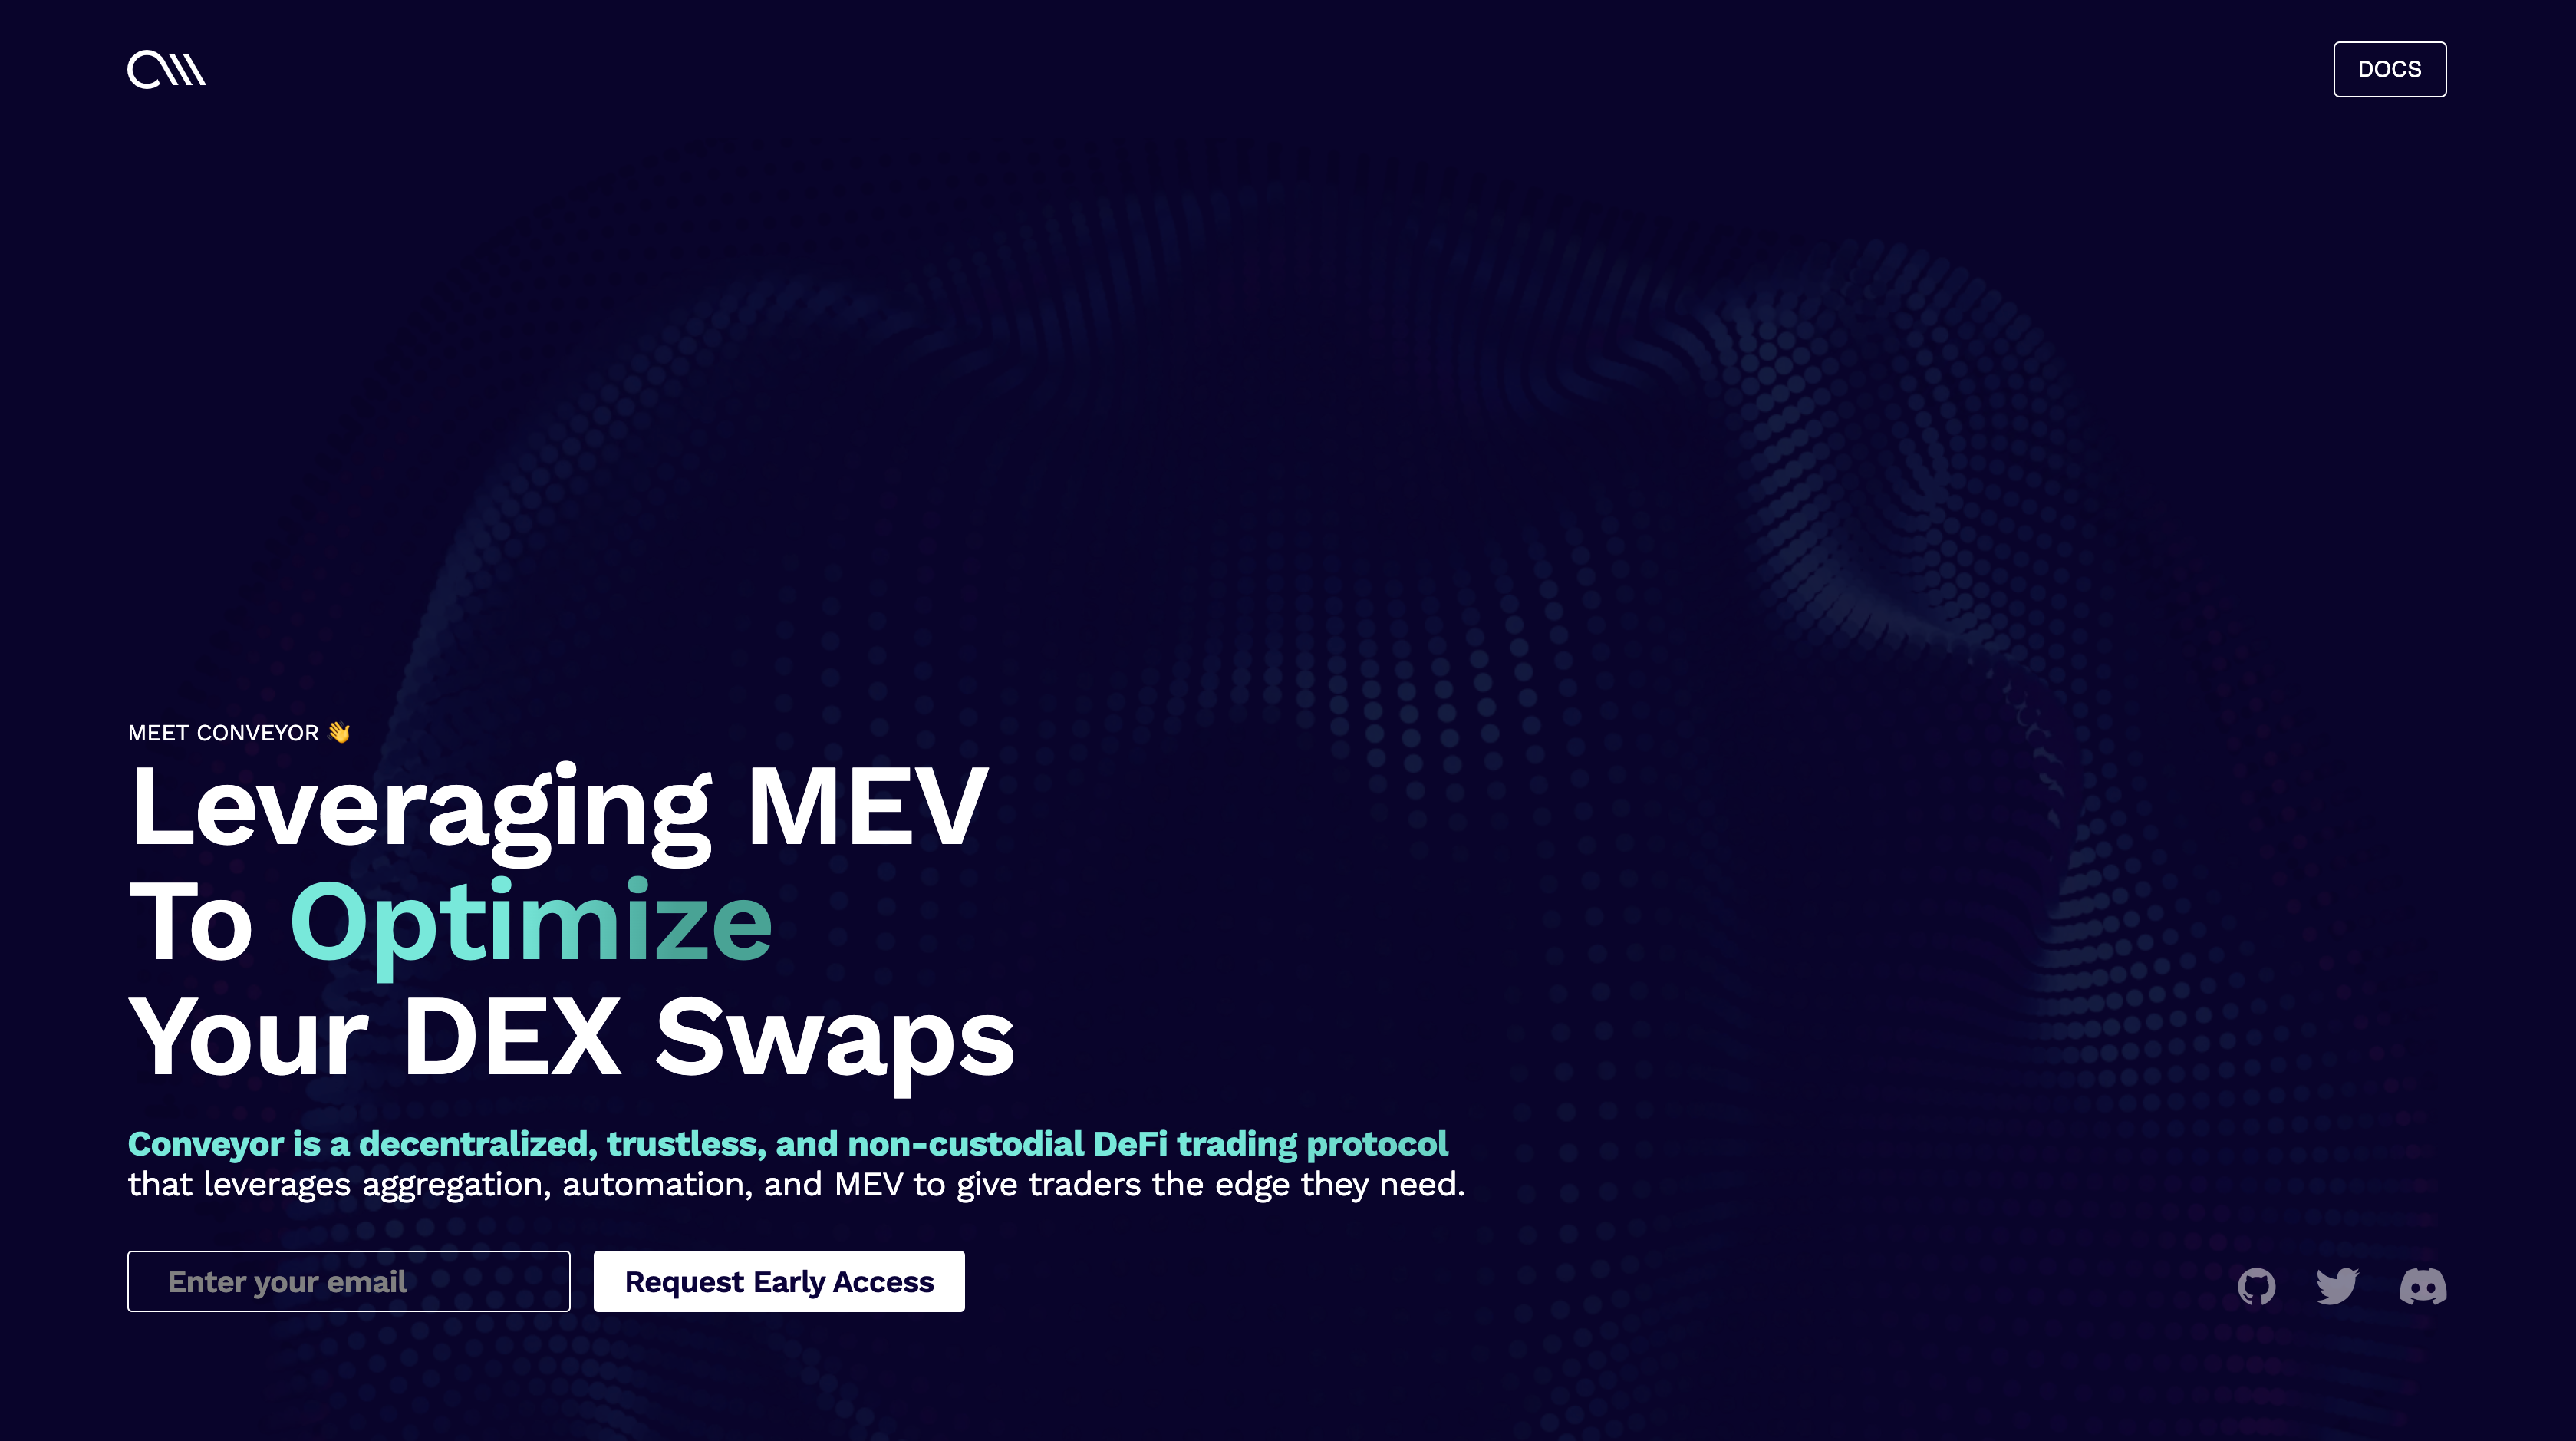 DOCS
MEET CONVEYOR 👋
Leveraging MEV
To Optimize
Your DEX Swaps
Conveyor is a decentralized, trustless, and non-custodial DeFi trading protocol
that leverages aggregation, automation, and MEV to give traders the edge they need.
Enter your email
Request Early Access